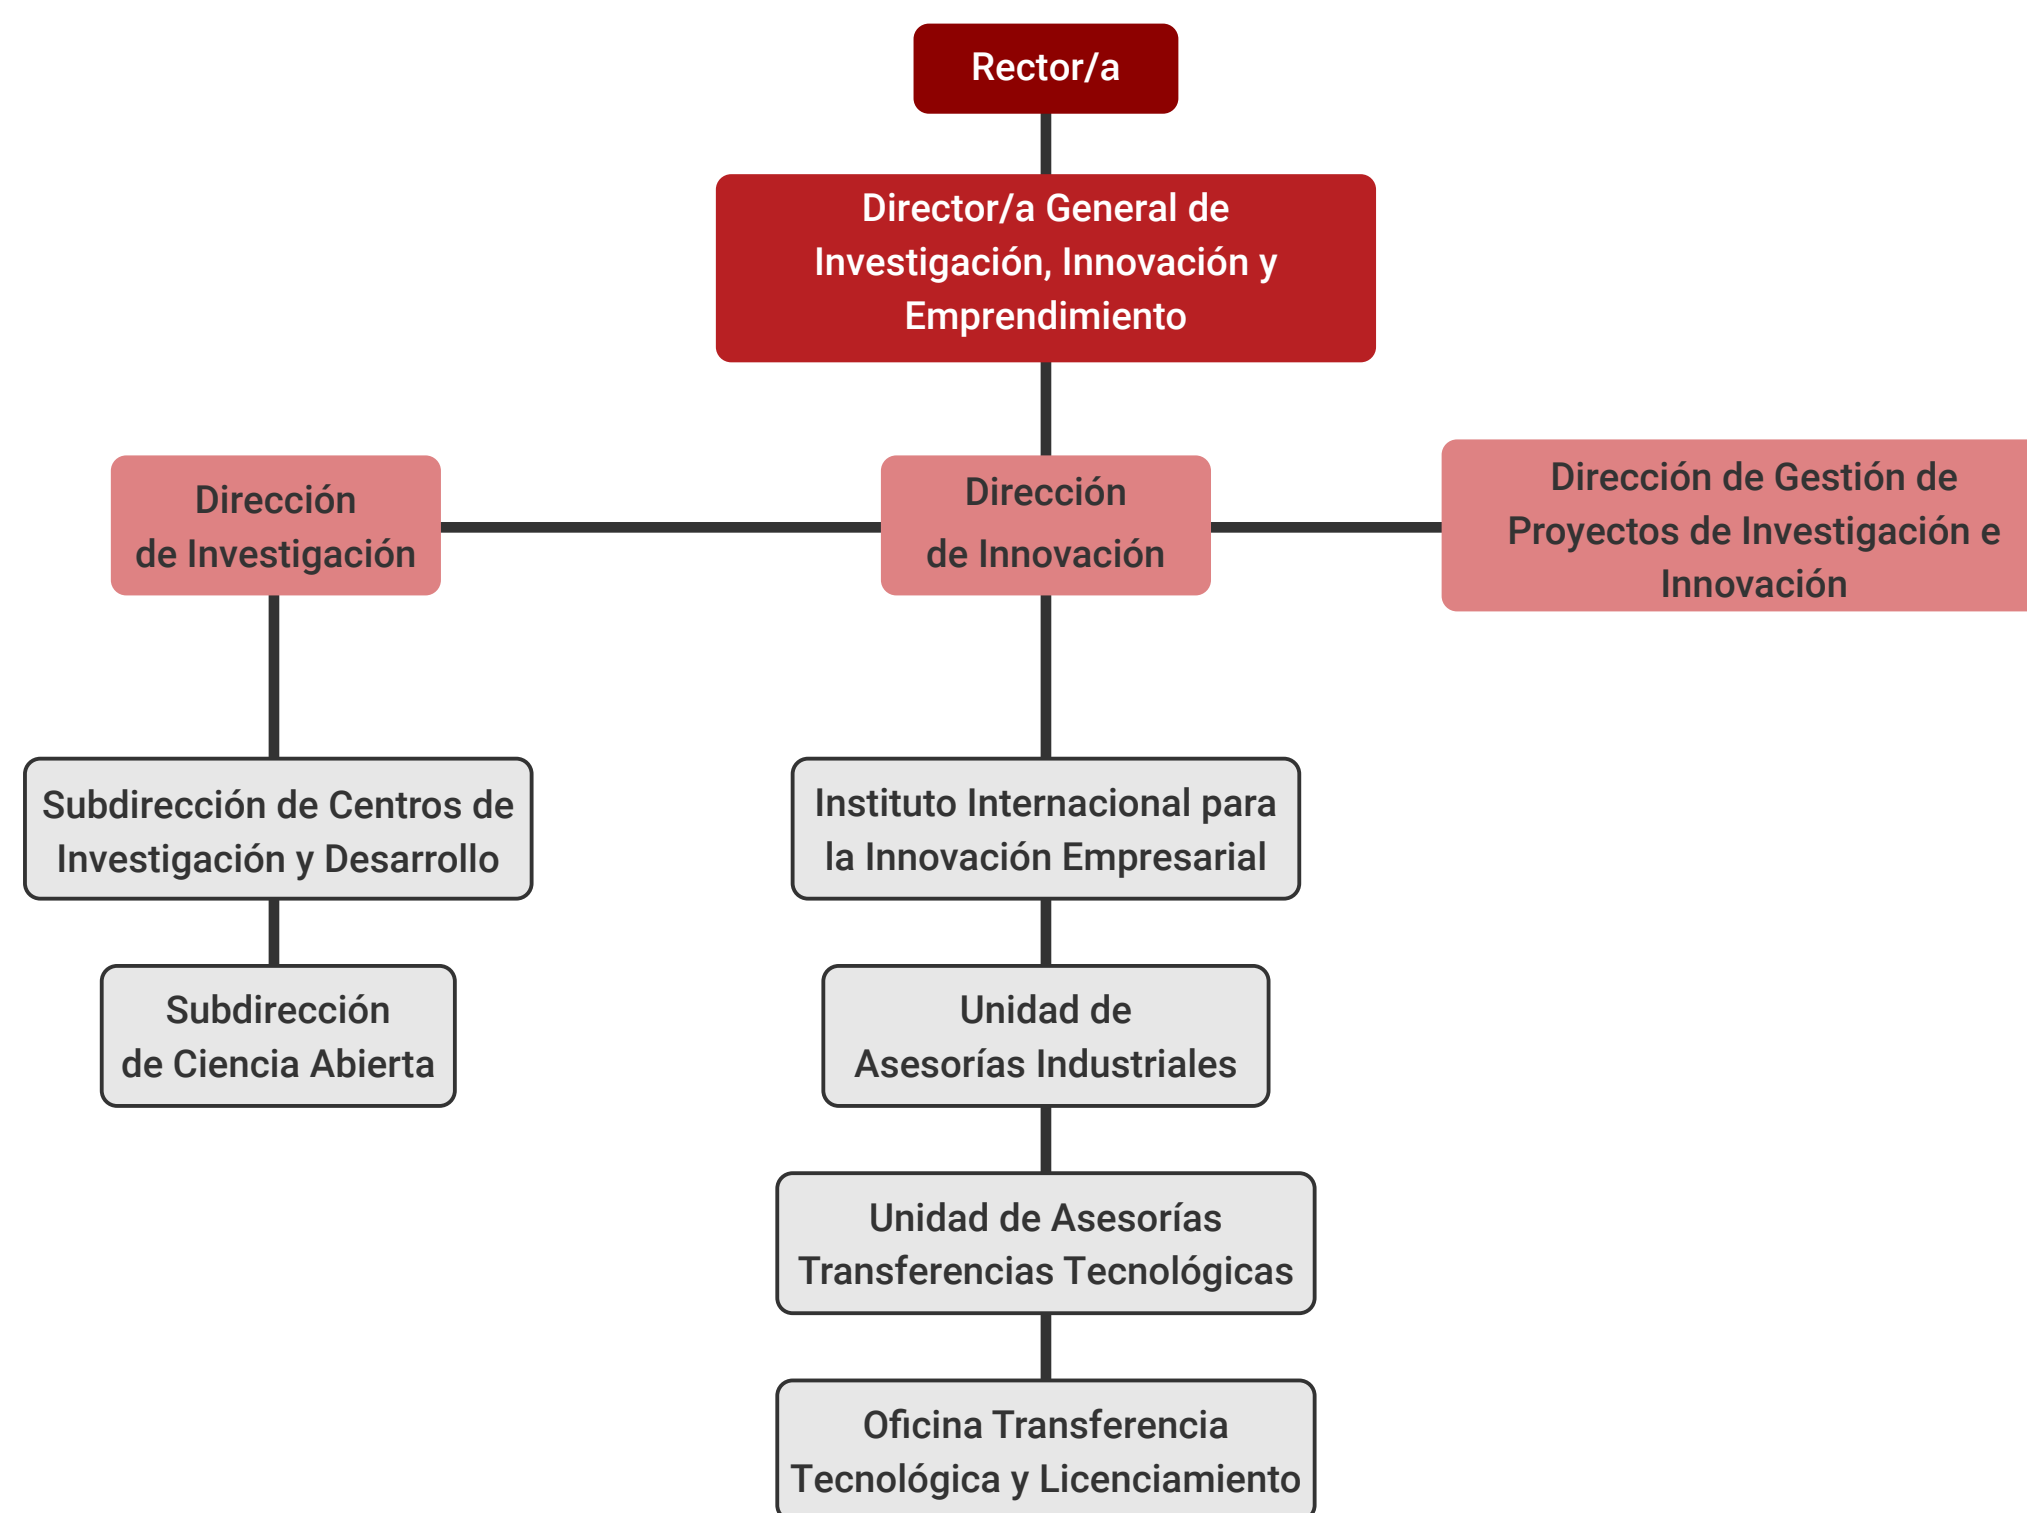 Rector/a
Director/a General de
Investigación, Innovación y
Emprendimiento
Dirección
de Investigación
Dirección
de Innovación
Dirección de Gestión de
Proyectos de Investigación e
Innovación
Subdirección de Centros de
Investigación y Desarrollo
Instituto Internacional para
la Innovación Empresarial
Subdirección
de Ciencia Abierta
Unidad de
Asesorías Industriales
Unidad de Asesorías
Transferencias Tecnológicas
Oficina Transferencia
Tecnológica y Licenciamiento